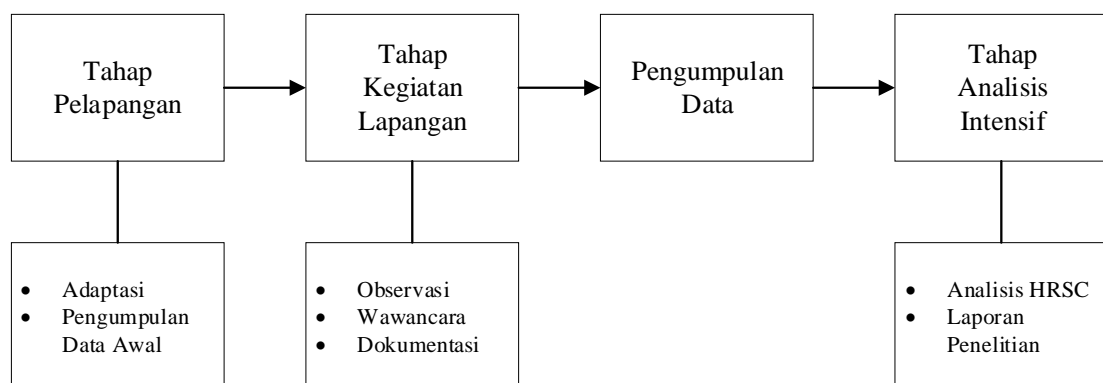 Tahap
Pelapangan
Tahap
Kegiatan
Lapangan
Pengumpulan
Data
Tahap
Analisis
Intensif
• Adaptasi
• Pengumpulan
Data Awal
• Observasi
• Wawancara
• Dokumentasi
• Analisis HRSC
• Laporan
Penelitian